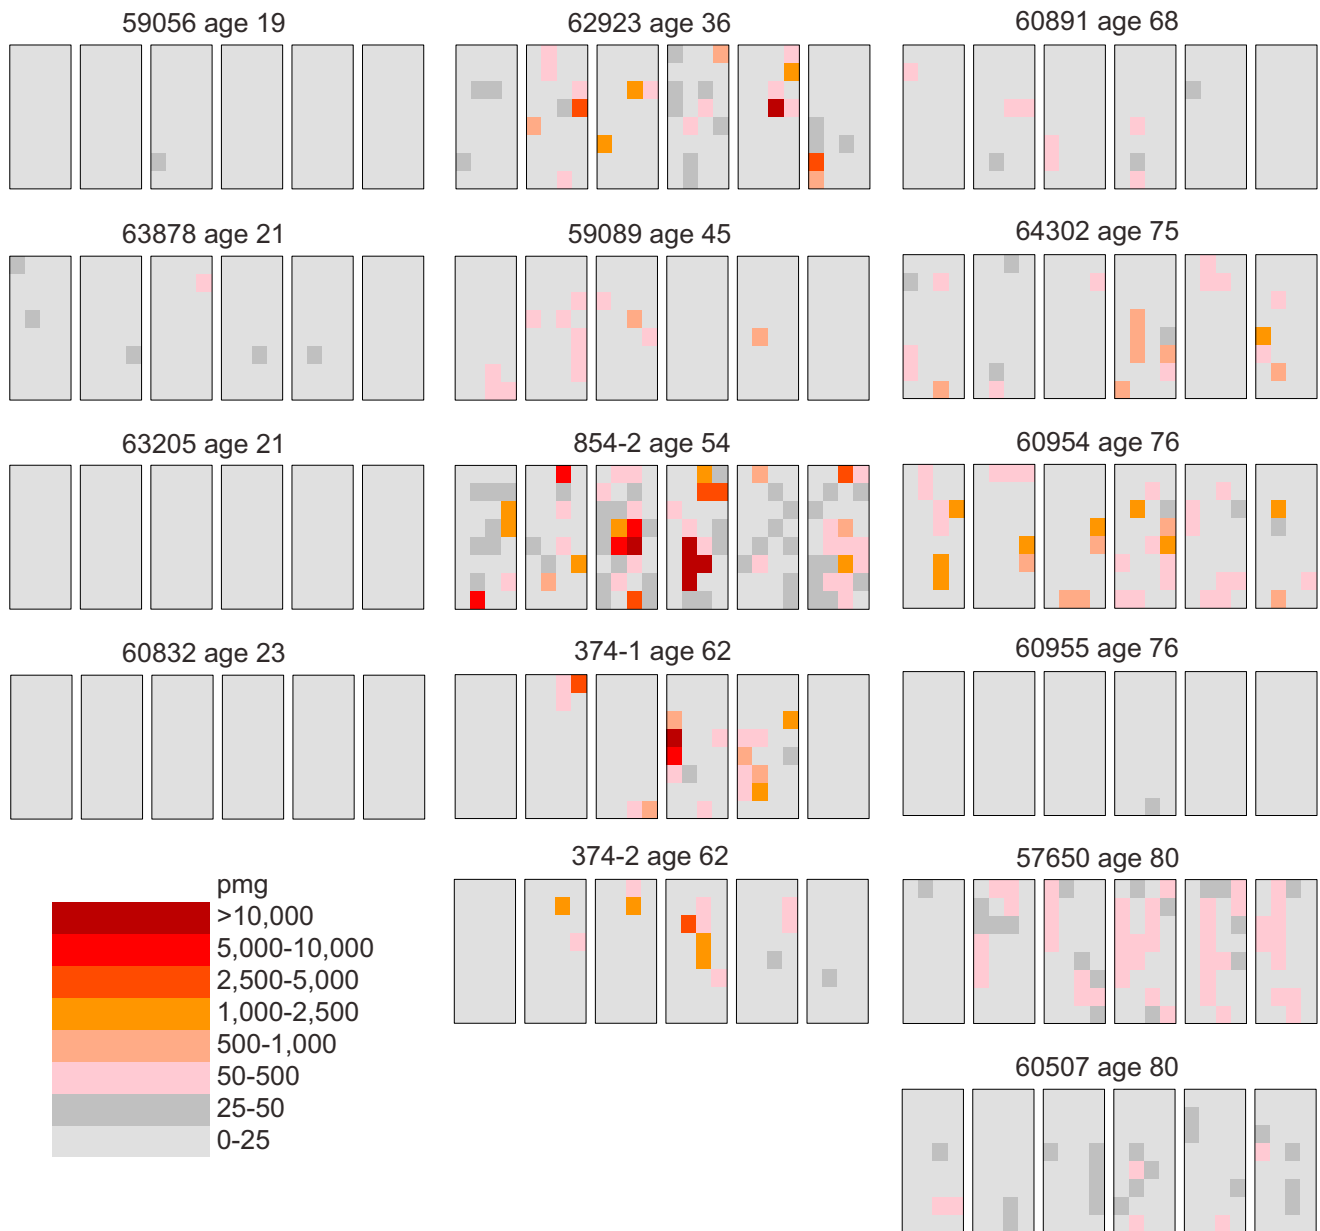 59056 age 19
62923 age 36
60891 age 68
63878 age 21
59089 age 45
64302 age 75
63205 age 21
854-2 age 54
60954 age 76
60832 age 23
374-1 age 62
60955 age 76
374-2 age 62
57650 age 80
pmg
>10,000
5,000-10,000
2,500-5,000
1,000-2,500
500-1,000
50-500
25-50
0-25
60507 age 80